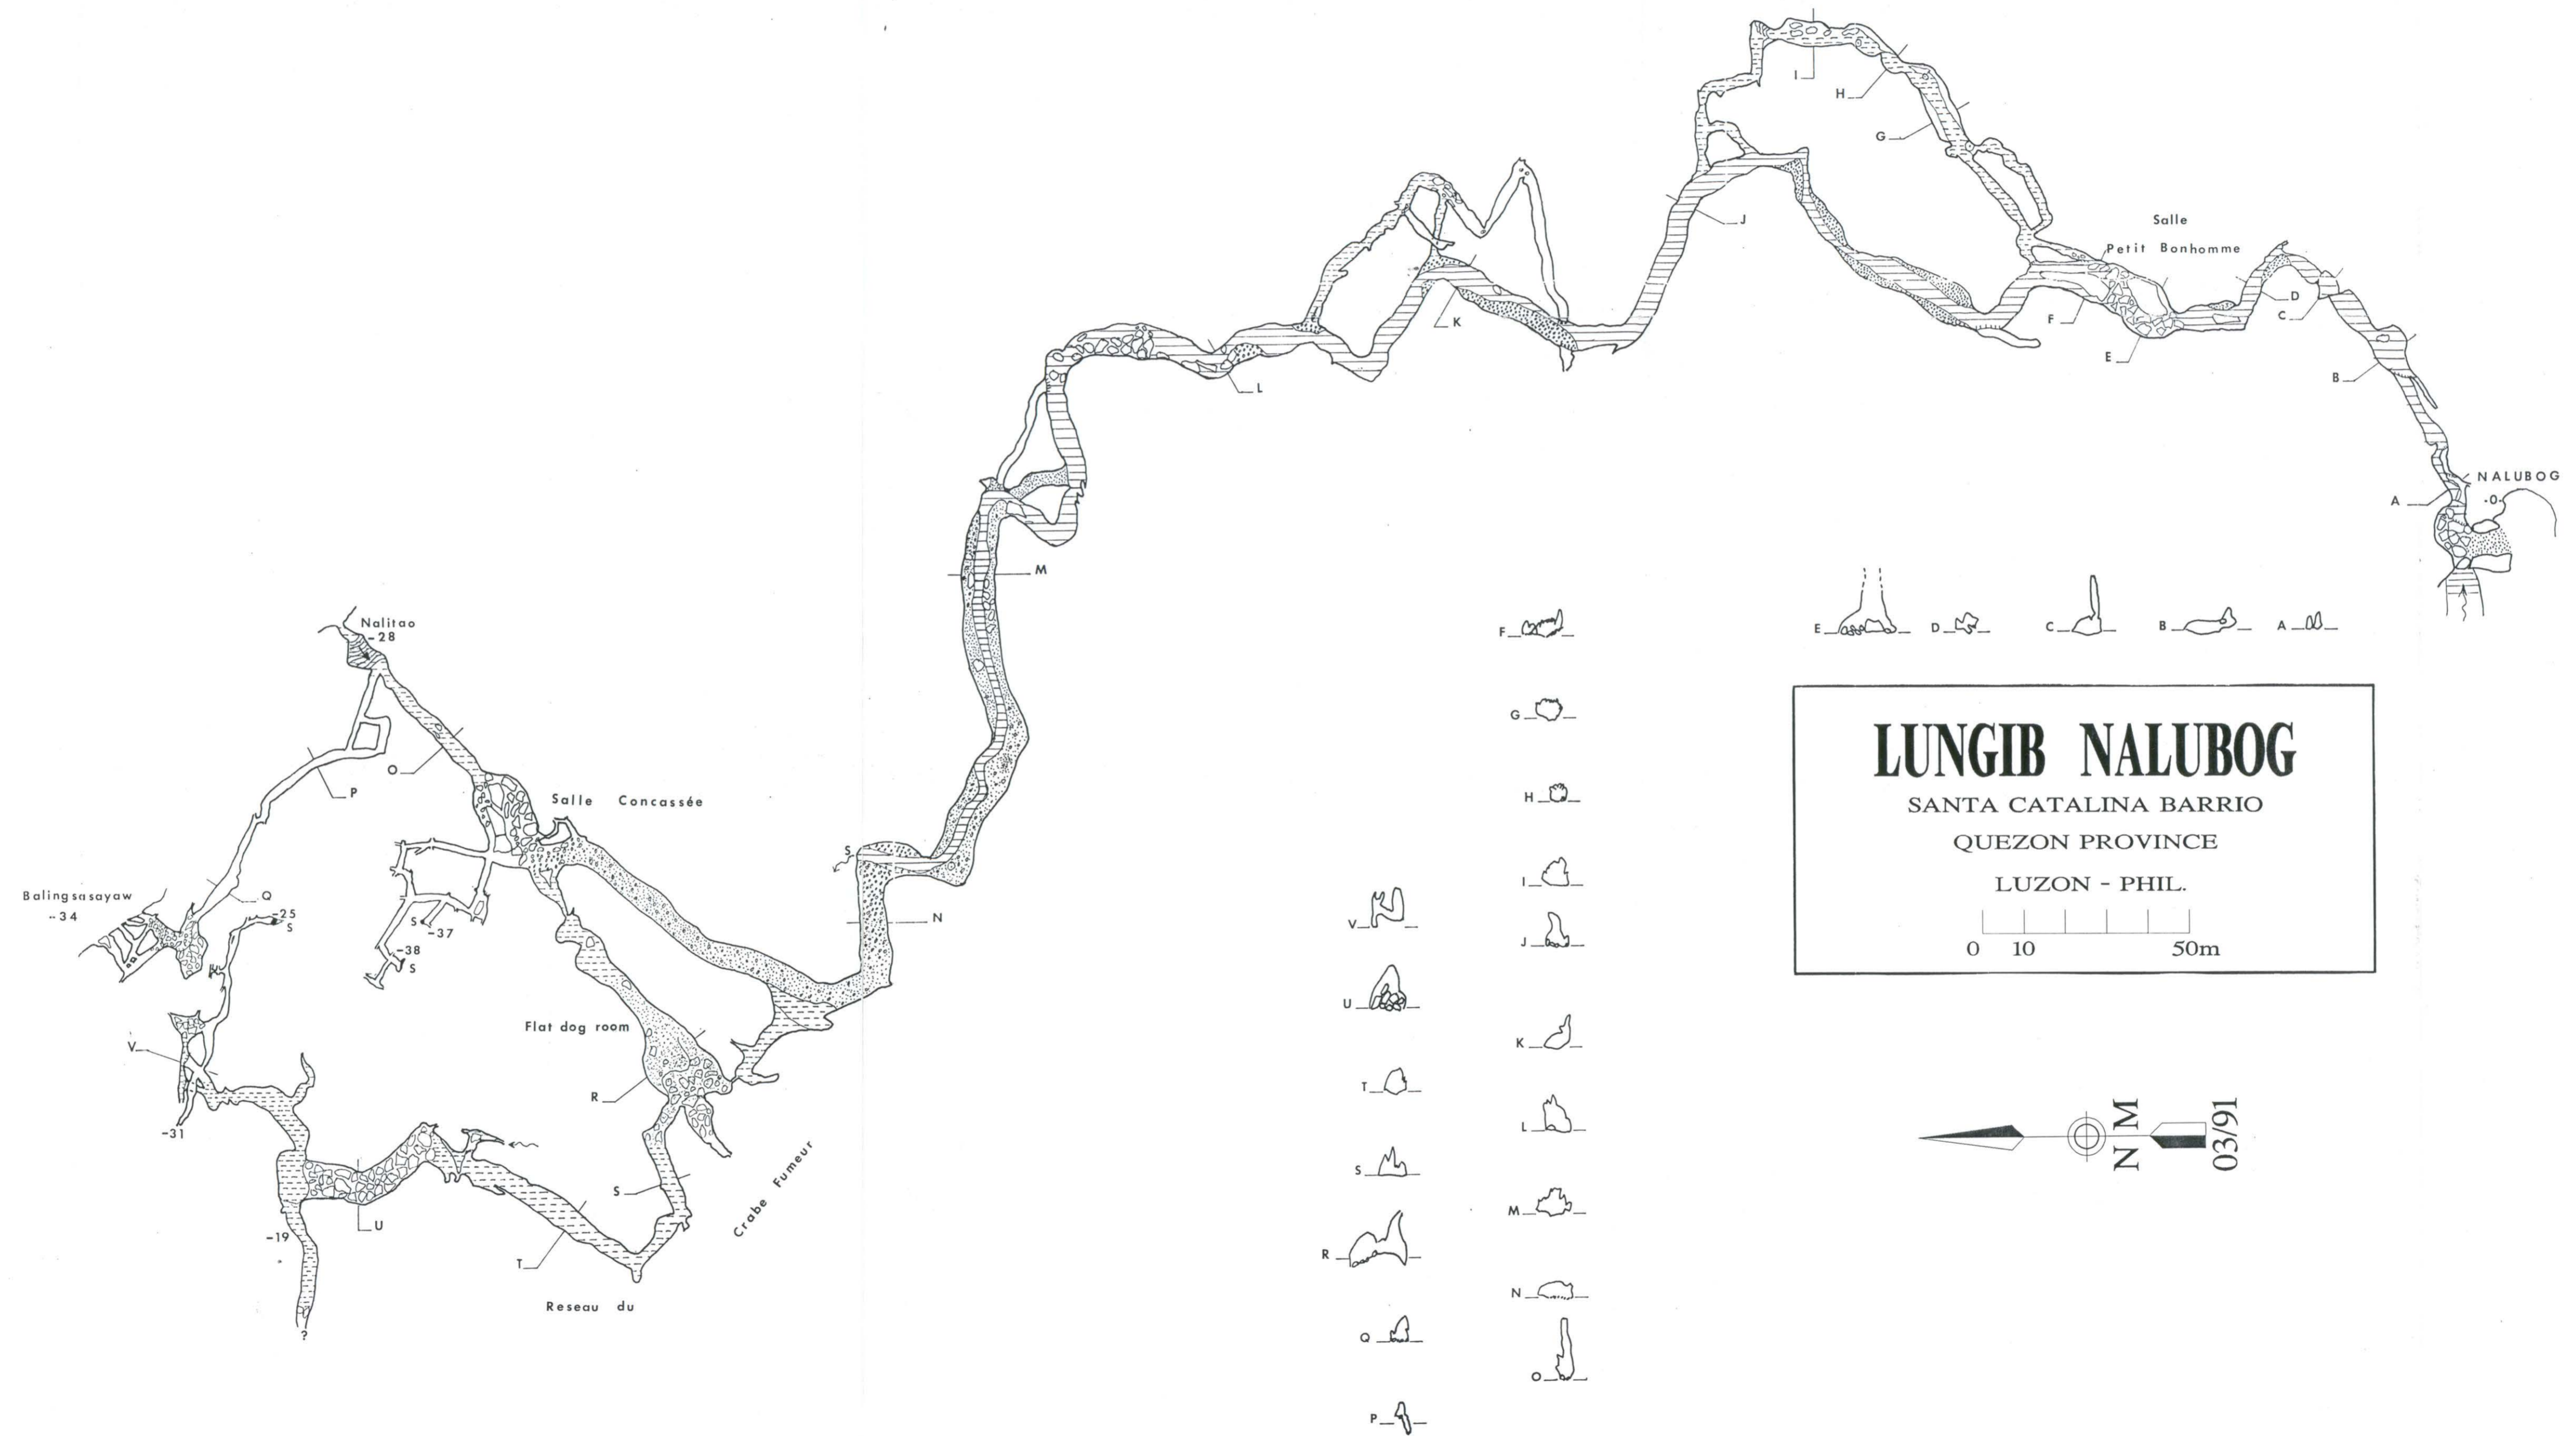 I
H
G
Salle
Petit Bonhomme
J
D
C
F
E
K
B
L
NALUBOG
A
-0-
M
Nalitao
-28
F
E
D
C
B
A
G
O
P
Salle Concassée
H
S
LUNGIB NALUBOG
SANTA CATALINA BARRIO
QUEZON PROVINCE
LUZON - PHIL.
0 10 50m
Balingsasayaw
-34
Q
-25
S
S
-37
-38
S
N
I
V
J
U
Flat dog room
V
R
K
T
-31
L
S
Crabe Fumeur
S
U
-19
T
M
R
Reseau du
?
N
Q
O
P
N M
03/91